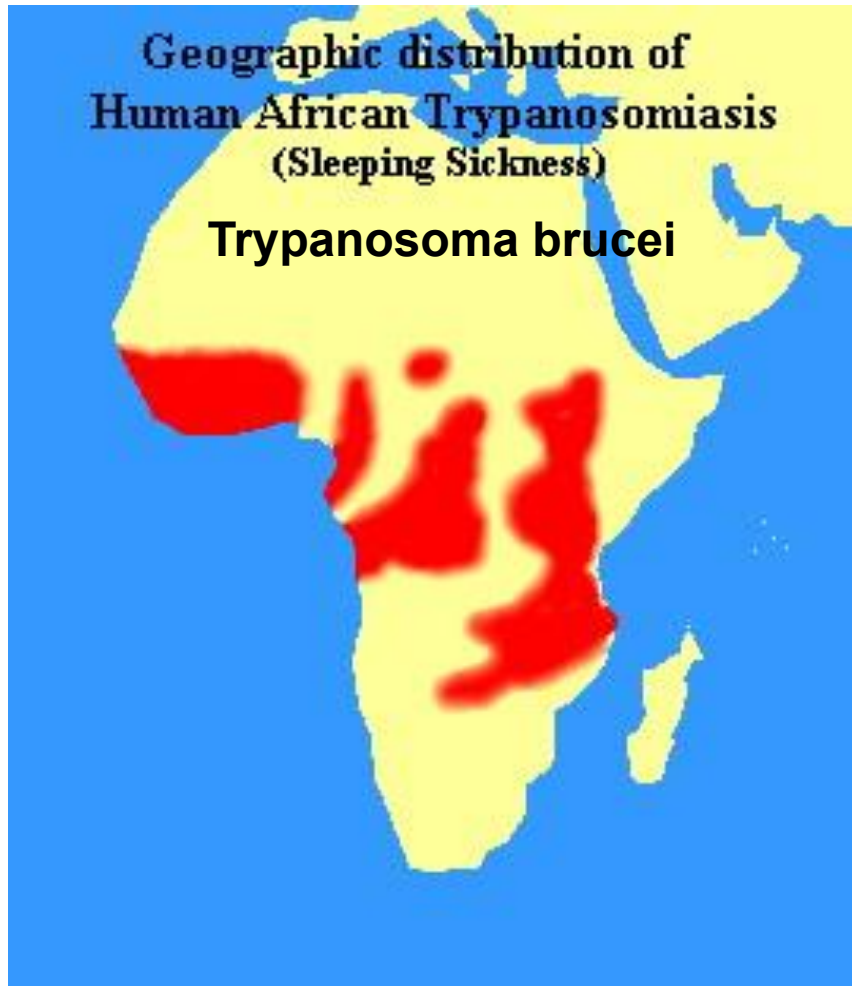 Geographic distribution of
Human African Trypanosomiasis
(Sleeping Sickness)
Trypanosoma brucei